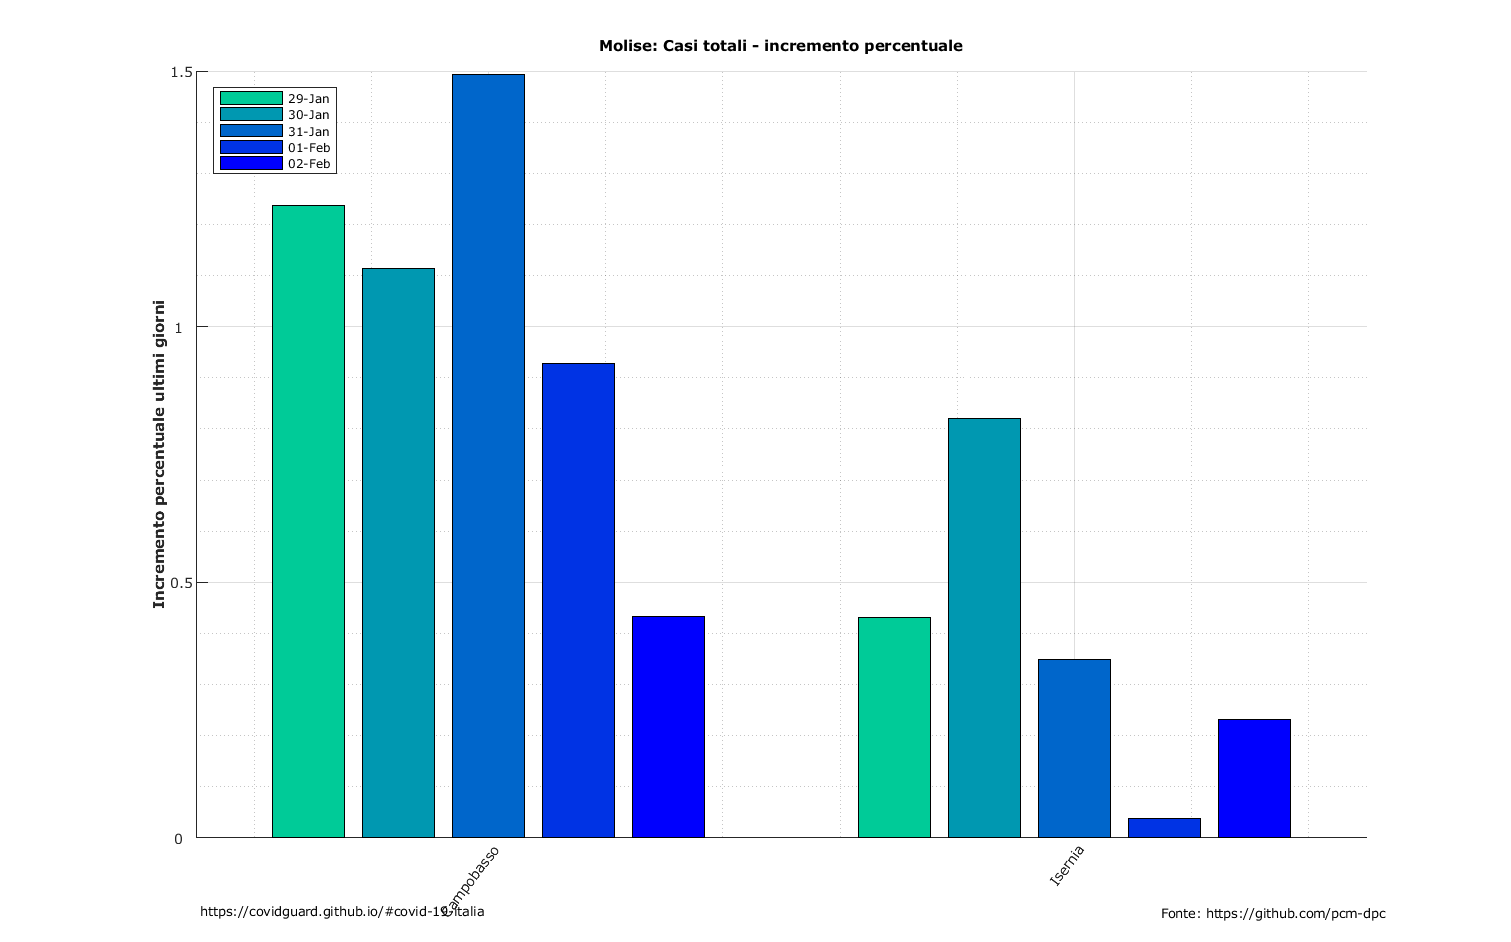 Molise: Casi totali - incremento percentuale
29-Jan
30-Jan
31-Jan
01-Feb
02-Feb
Incremento percentuale ultimi giorni
1.5
1
0.5
0
Campobasso
Isernia
https://covidguard.github.io/#covid-19-italia
Fonte: https://github.com/pcm-dpc